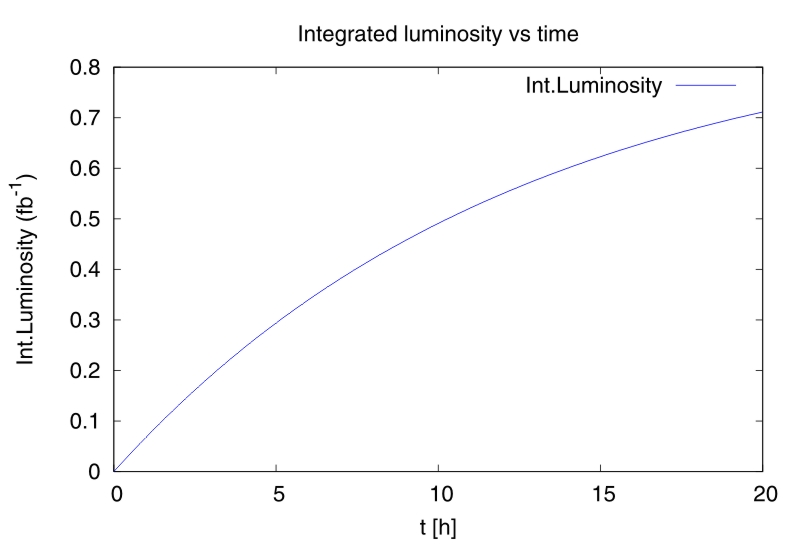 Integrated luminosity vs time
Int.Luminosity
0.8
0.7
0.6
0.5
0.4
0.3
0.2
0.1
0
Int.Luminosity (fb⁻¹)
0 5 10 15 20
t [h]